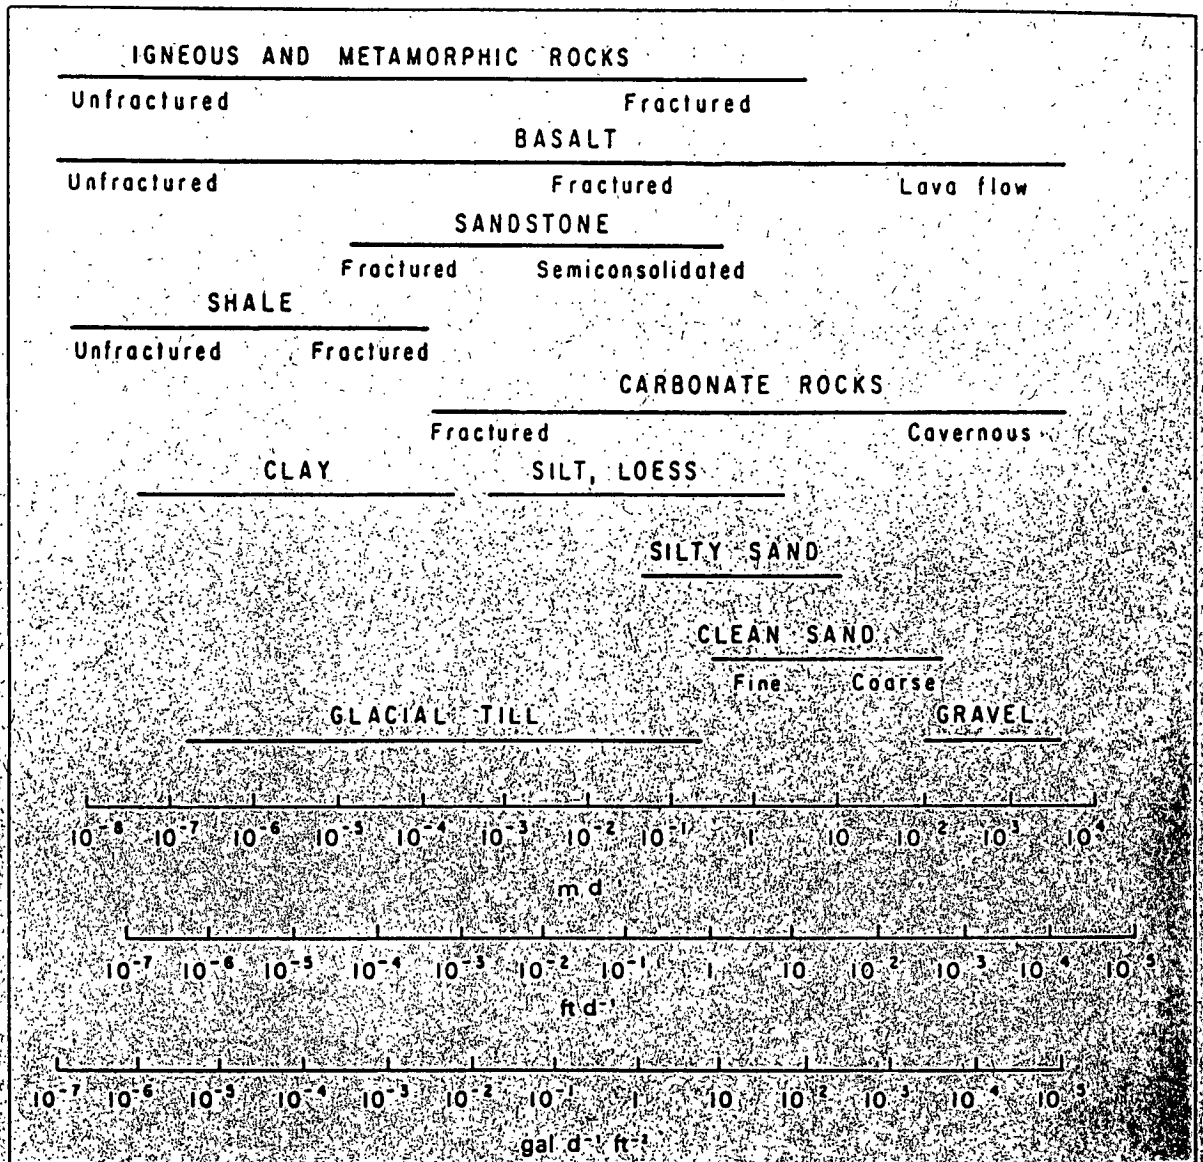 IGNEOUS AND METAMORPHIC ROCKS
Unfractured Fractured
BASALT
Unfractured Fractured Lava flow
SANDSTONE
Fractured Semiconsolidated
SHALE
Unfractured Fractured
CARBONATE ROCKS
Fractured Cavernous
CLAY SILT, LOESS
SILTY SAND
CLEAN SAND
Fine Coarse
GLACIAL TILL GRAVEL
10⁻⁸ 10⁻⁷ 10⁻⁶ 10⁻⁵ 10⁻⁴ 10⁻³ 10⁻² 10⁻¹ 1 10 10² 10³ 10⁴
m d⁻¹
10⁻⁷ 10⁻⁶ 10⁻⁵ 10⁻⁴ 10⁻³ 10⁻² 10⁻¹ 1 10 10² 10³ 10⁴ 10⁵
ft d⁻¹
10⁻⁷ 10⁻⁶ 10⁻⁵ 10⁻⁴ 10⁻³ 10⁻² 10⁻¹ 1 10 10² 10³ 10⁴ 10⁵
gal d⁻¹ ft⁻²